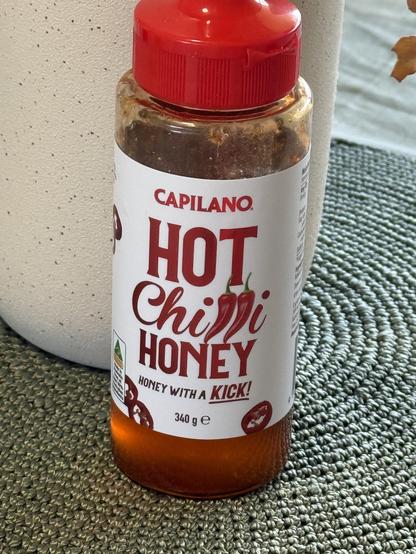 CAPILANO
HOT
Chilli
HONEY
HONEY WITH A KICK!
340 g ℮